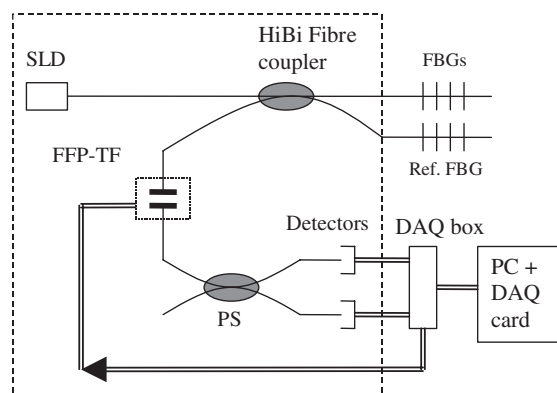 HiBi Fibre
coupler
SLD
FBGs
FFP-TF
Ref. FBG
Detectors
DAQ box
PC +
DAQ
card
PS